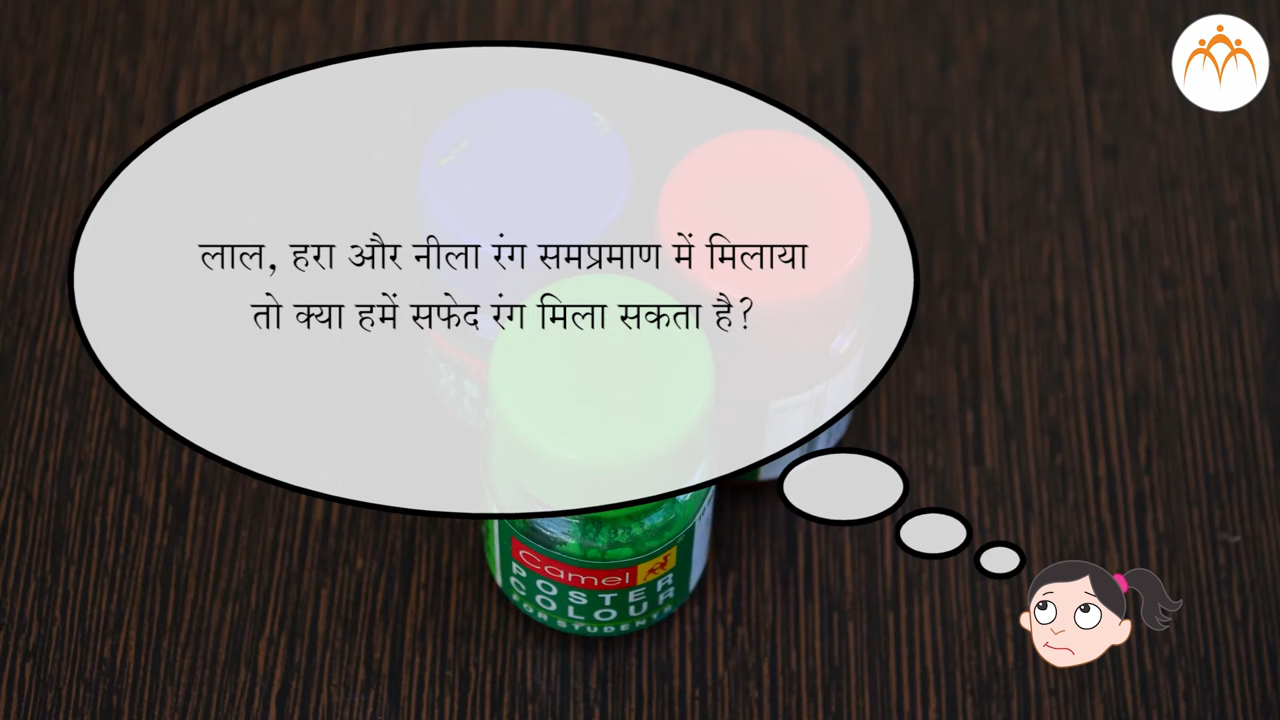 लाल, हरा और नीला रंग समप्रमाण में मिलाया
तो क्या हमें सफेद रंग मिला सकता है?
Camel
POSTER
COLOUR
FOR STUDENTS